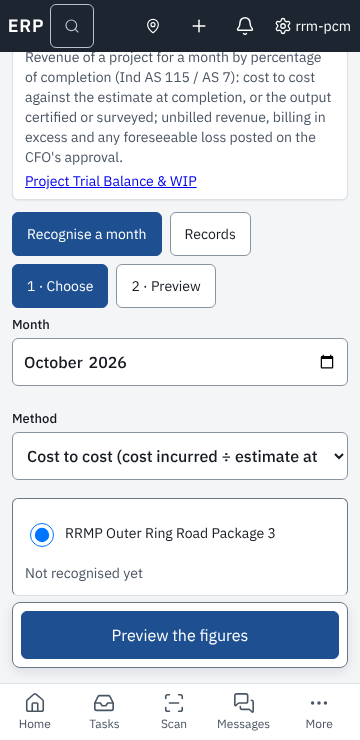 ERP
rrm-pcm
Revenue of a project for a month by percentage
of completion (Ind AS 115 / AS 7): cost to cost
against the estimate at completion, or the output
certified or surveyed; unbilled revenue, billing in
excess and any foreseeable loss posted on the
CFO's approval.
Project Trial Balance & WIP
Recognise a month
Records
1 · Choose
2 · Preview
Month
October 2026
Method
Cost to cost (cost incurred ÷ estimate at
RRMP Outer Ring Road Package 3
Not recognised yet
Preview the figures
Home
Tasks
Scan
Messages
More